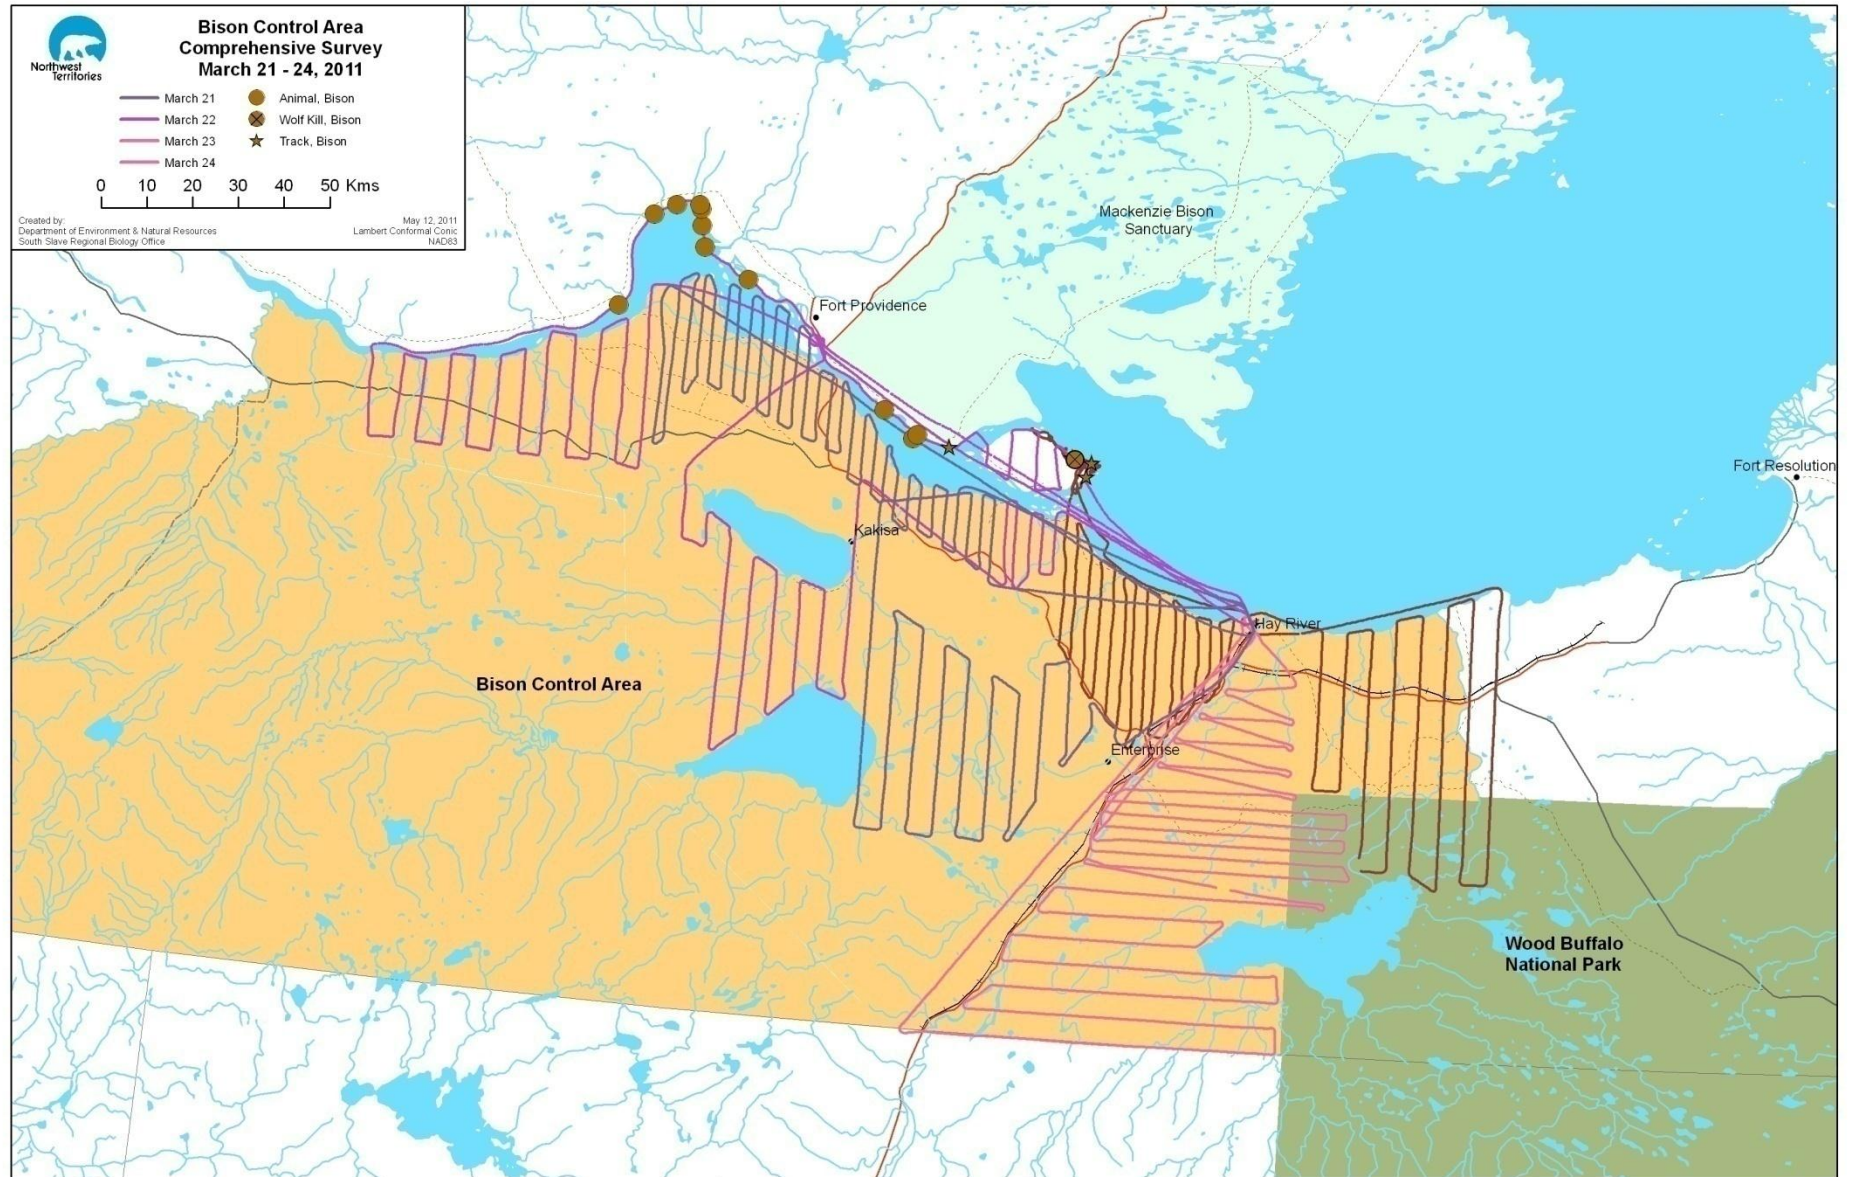 Northwest
Territories
Bison Control Area
Comprehensive Survey
March 21 - 24, 2011
March 21
March 22
March 23
March 24
Animal, Bison
Wolf Kill, Bison
Track, Bison
0 10 20 30 40 50 Kms
Created by:
Department of Environment & Natural Resources
South Slave Regional Biology Office
May 12, 2011
Lambert Conformal Conic
NAD83
Mackenzie Bison
Sanctuary
Fort Providence
Fort Resolution
Kakisa
Hay River
Bison Control Area
Enterprise
Wood Buffalo
National Park